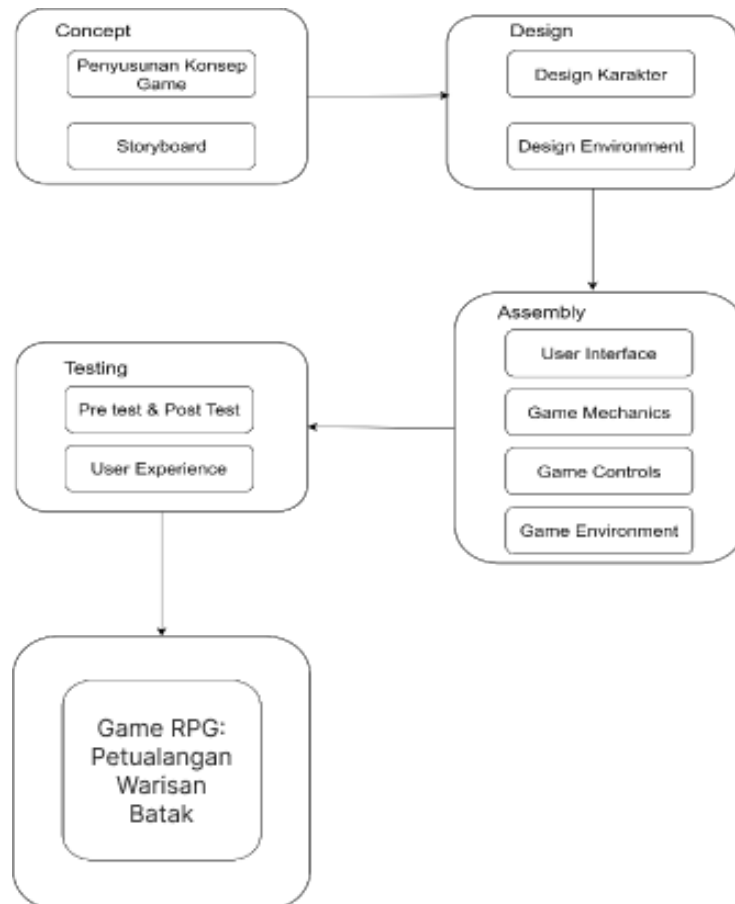 Concept
Penyusunan Konsep
Game
Storyboard
Design
Design Karakter
Design Environment
Assembly
User Interface
Game Mechanics
Game Controls
Game Environment
Testing
Pre test & Post Test
User Experience
Game RPG:
Petualangan
Warisan
Batak